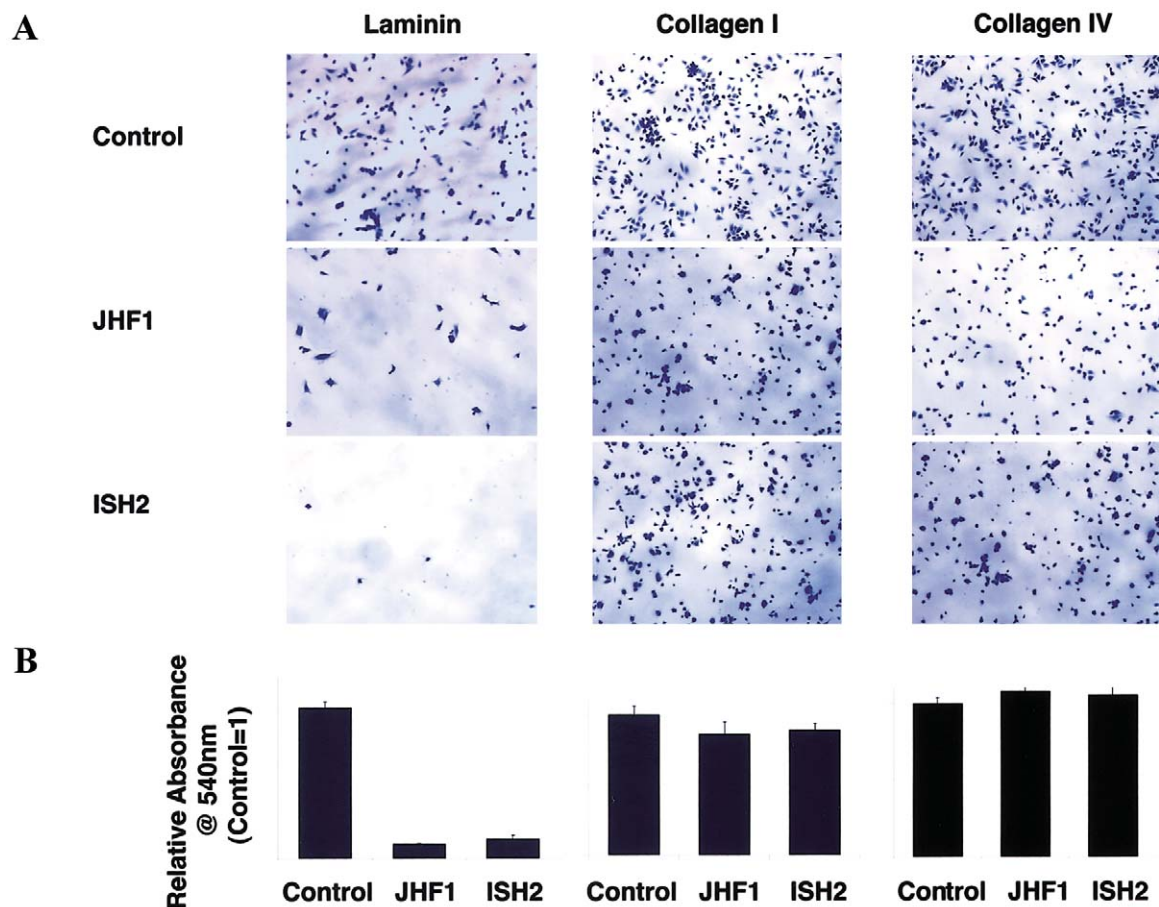 A
Laminin
Collagen I
Collagen IV
Control
JHF1
ISH2
B
Relative Absorbance
@ 540nm
(Control=1)
Control
JHF1
ISH2
Control
JHF1
ISH2
Control
JHF1
ISH2